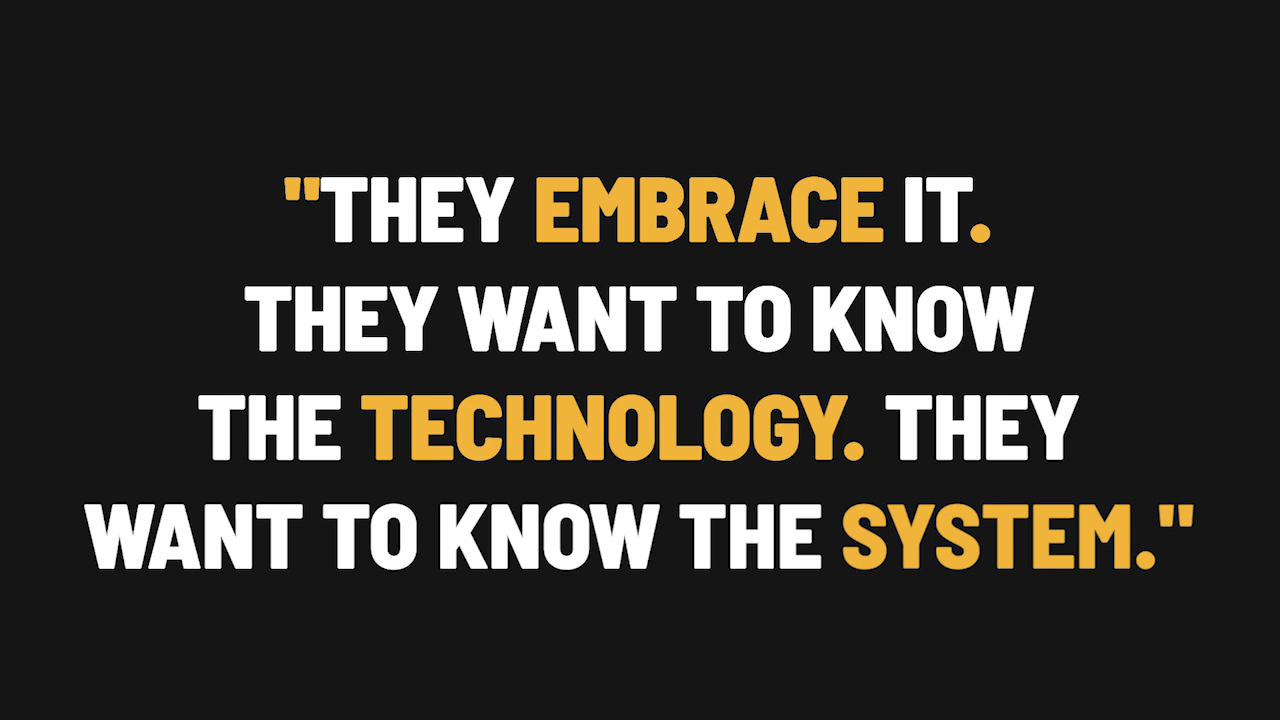 "THEY EMBRACE IT.
THEY WANT TO KNOW
THE TECHNOLOGY. THEY
WANT TO KNOW THE SYSTEM."